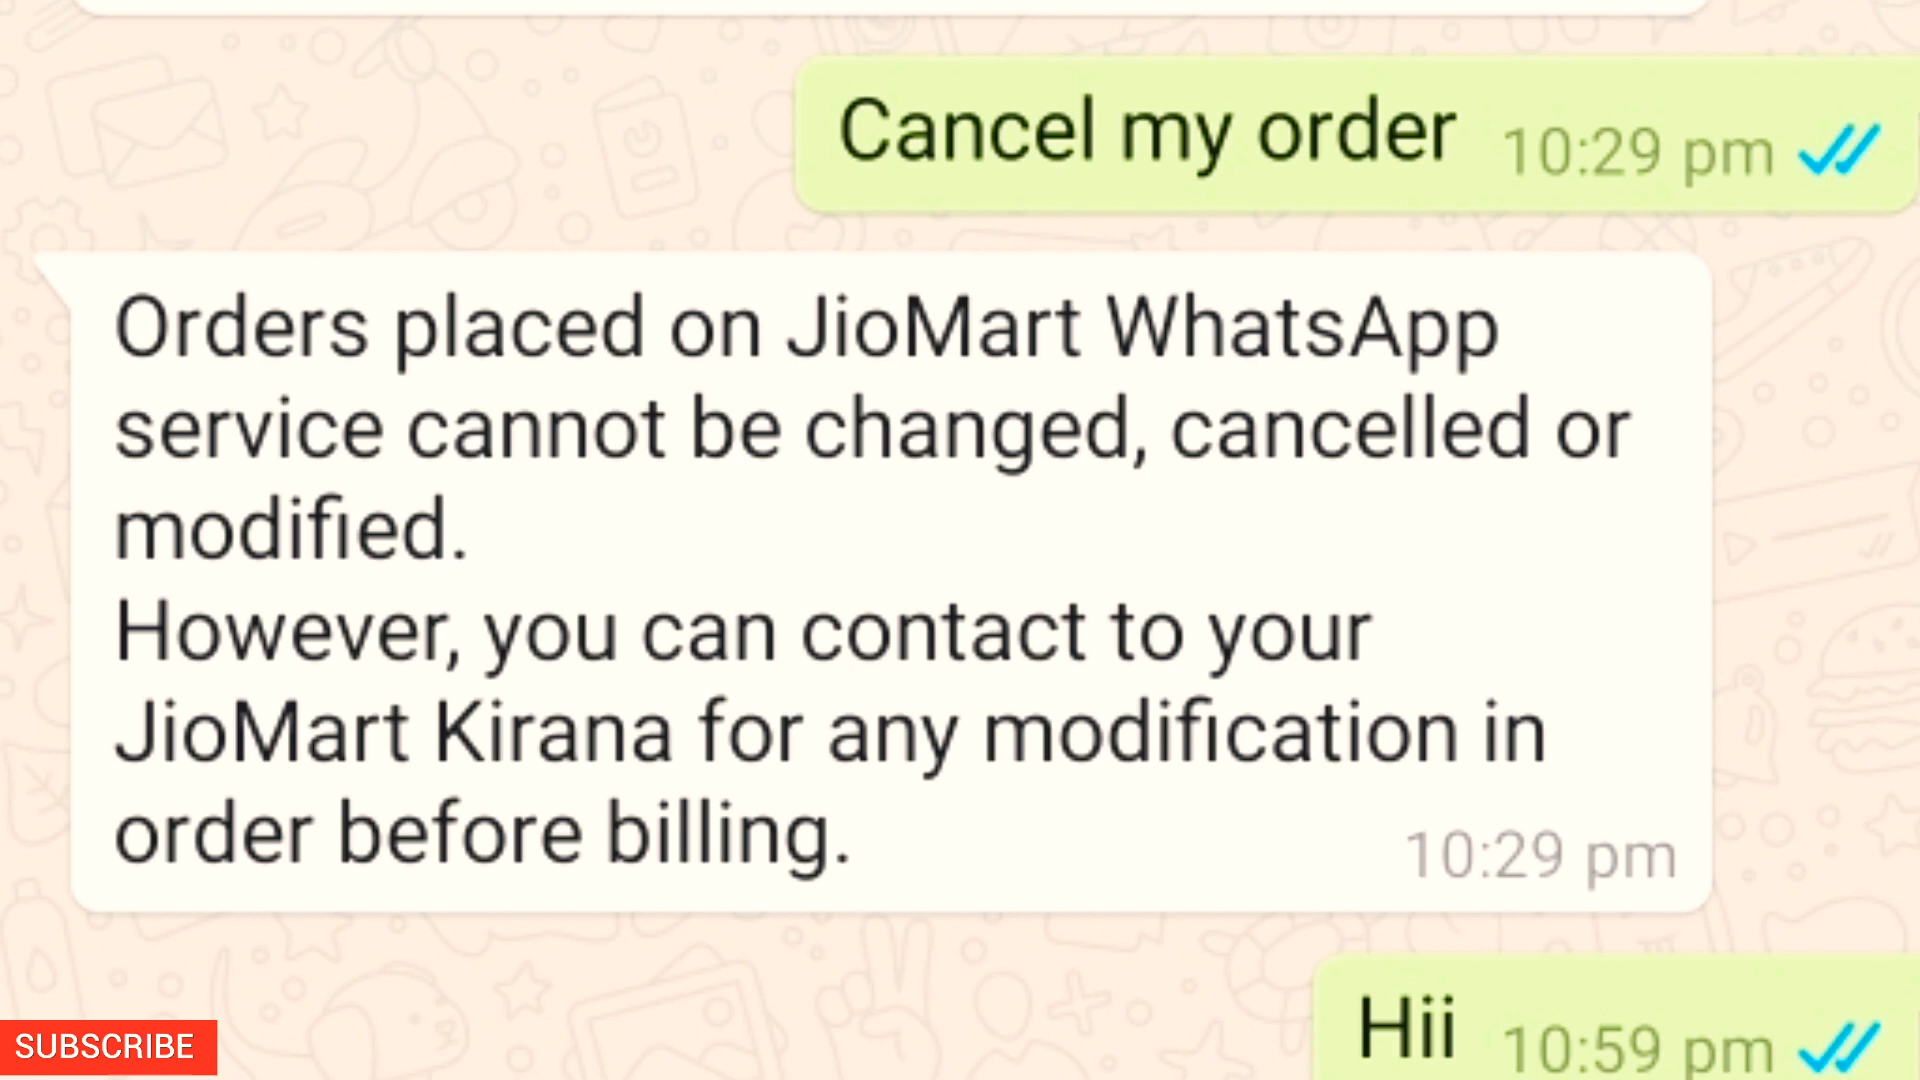 Cancel my order 10:29 pm
Orders placed on JioMart WhatsApp
service cannot be changed, cancelled or
modified.
However, you can contact to your
JioMart Kirana for any modification in
order before billing.
10:29 pm
Hii 10:59 pm
SUBSCRIBE